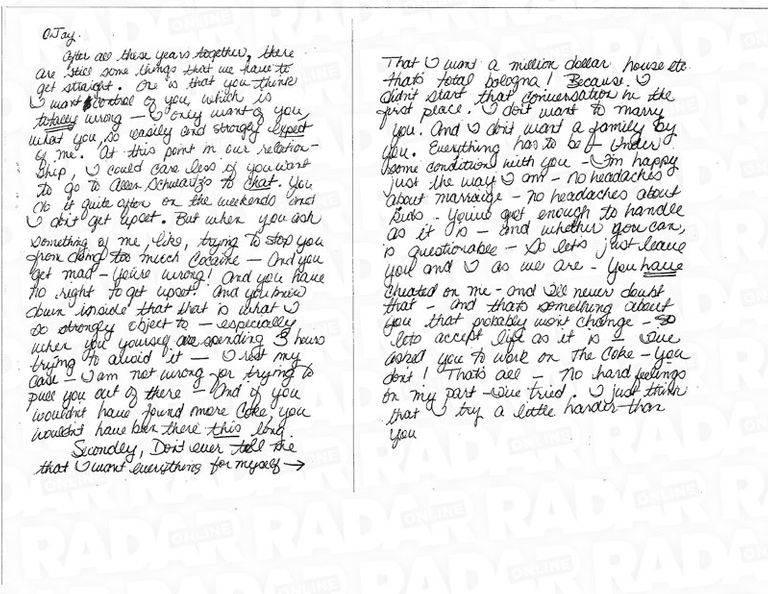 O.Jay.
After all these years together, there
are still some things that we have to
get straight. One is that you think
I want control of you, which is
totally wrong — I only want of you,
what you, so easily and strongly expect
of me. At this point in our relation-
ship, I could care less if you want
to go to Allen Schwartz's to chat. You
do it quite often on the weekends and
I don't get upset. But when you ask
something of me, like, trying to stop you
from doing too much cocaine — And you
get mad — you're wrong! And you have
no right to get upset! And you know
down inside that that is what I
so strongly object to — especially
when you yourself are spending 3 hours
trying to avoid it — I rest my
case — I am not wrong for trying to
pull you out of there — And if you
wouldn't have found more coke, you
wouldn't have been there this long
Secondly, Don't ever tell me
that I want everything for myself →
That I want a million dollar house etc.
that's total bologna! Because, I
didn't start that conversation in the
first place. I don't want to marry
you. And I don't want a family by
you. Everything has to be under
some condition with you — I'm happy
just the way I am — no headaches
about marriage — no headaches about
kids — You've got enough to handle
as it is — and whether you can,
is questionable — So lets just leave
you and I as we are — You have
cheated on me — and I'll never doubt
that — and that's something about
you that probably won't change — so
lets accept life as it is — I've
asked you to work on the coke — you
don't! That's all — No hard feelings
on my part — I've tried. I just think
that I try a little harder than
you
RADAR
ONLINE